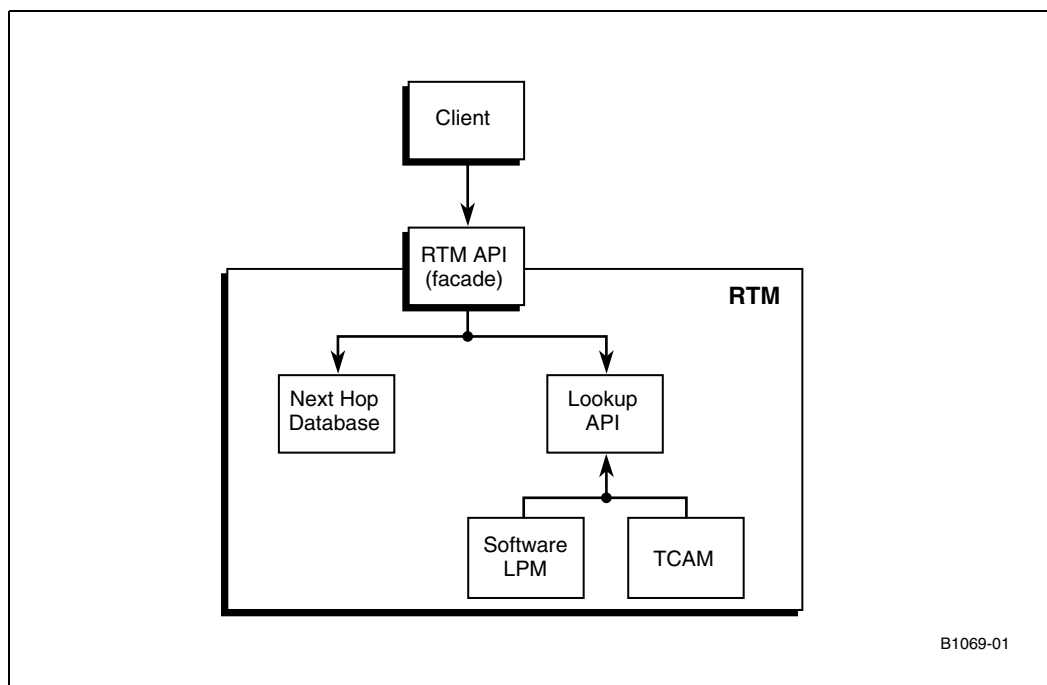 Client
RTM API
(facade)
RTM
Next Hop
Database
Lookup
API
Software
LPM
TCAM
B1069-01